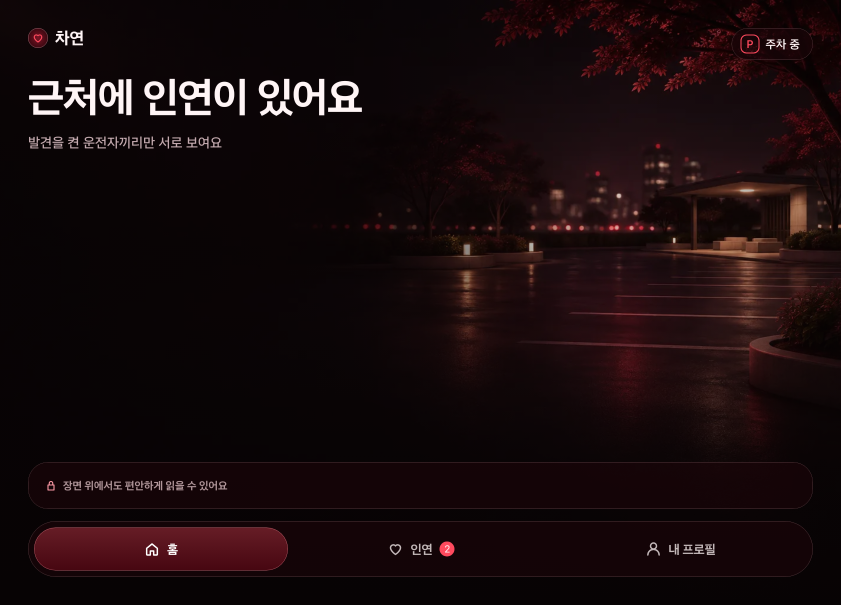 차연
P 주차 중
근처에 인연이 있어요
발견을 켠 운전자끼리만 서로 보여요
장면 위에서도 편안하게 읽을 수 있어요
홈
인연 2
내 프로필